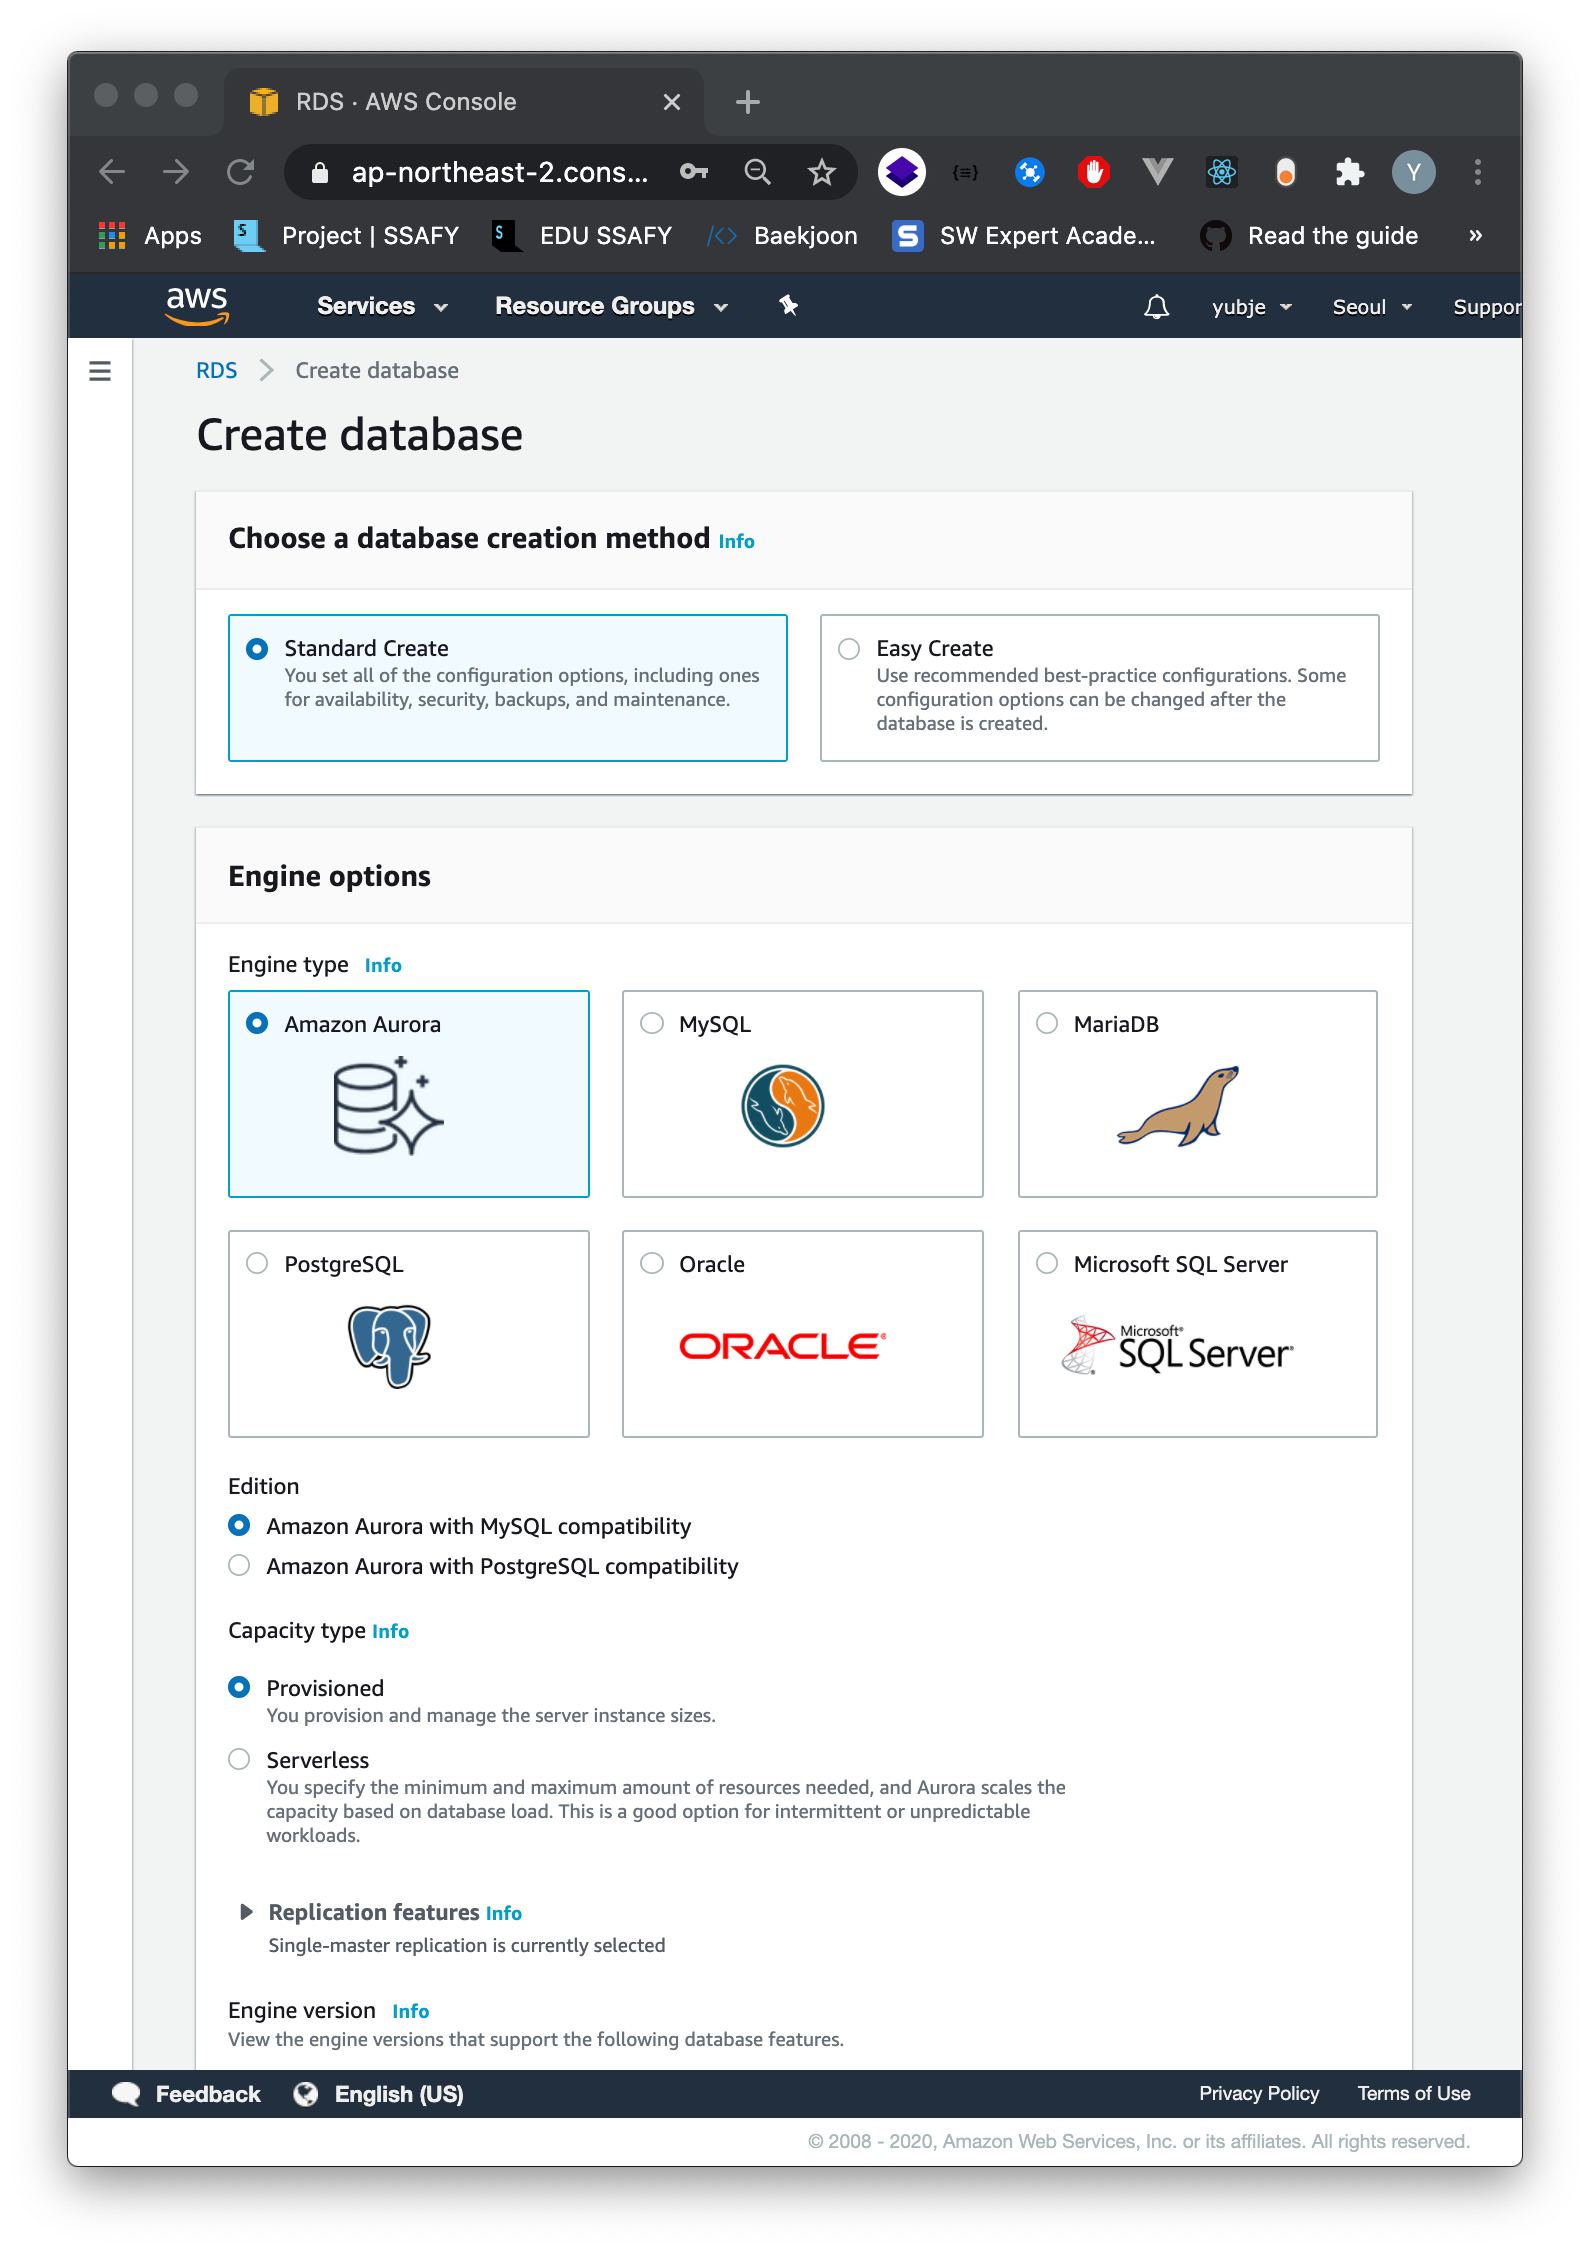 RDS · AWS Console
ap-northeast-2.cons...
Y
Apps
Project | SSAFY
EDU SSAFY
Baekjoon
SW Expert Acade...
Read the guide
»
aws
Services
Resource Groups
yubje
Seoul
Suppor
RDS
Create database
Create database
Choose a database creation method Info
Standard Create
You set all of the configuration options, including ones
for availability, security, backups, and maintenance.
Easy Create
Use recommended best-practice configurations. Some
configuration options can be changed after the
database is created.
Engine options
Engine type Info
Amazon Aurora
MySQL
MariaDB
PostgreSQL
Oracle
ORACLE
Microsoft SQL Server
Microsoft®
SQL Server®
Edition
Amazon Aurora with MySQL compatibility
Amazon Aurora with PostgreSQL compatibility
Capacity type Info
Provisioned
You provision and manage the server instance sizes.
Serverless
You specify the minimum and maximum amount of resources needed, and Aurora scales the
capacity based on database load. This is a good option for intermittent or unpredictable
workloads.
Replication features Info
Single-master replication is currently selected
Engine version Info
View the engine versions that support the following database features.
Feedback
English (US)
Privacy Policy
Terms of Use
© 2008 - 2020, Amazon Web Services, Inc. or its affiliates. All rights reserved.